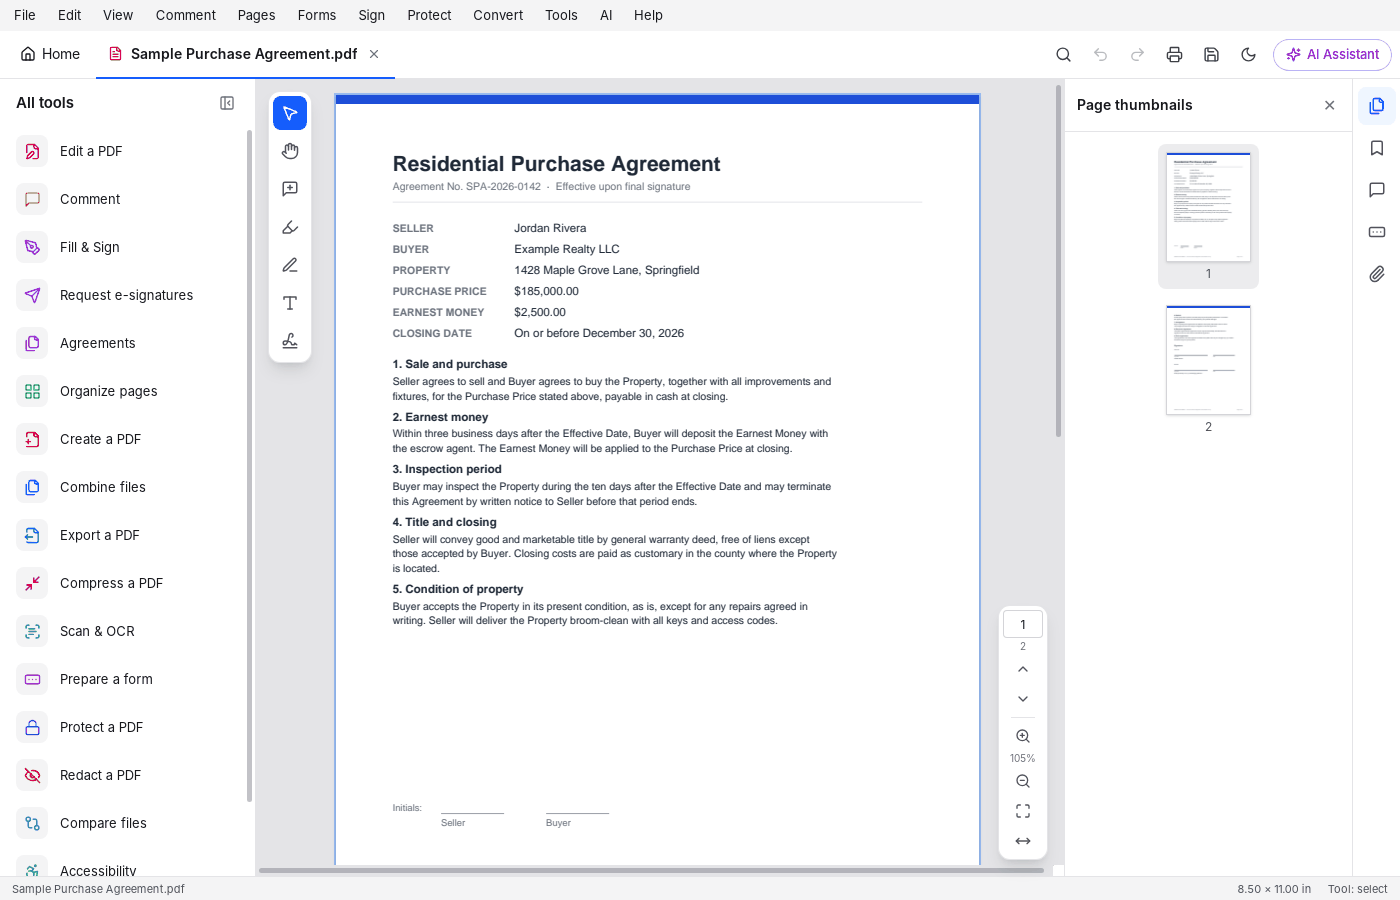 File Edit View Comment Pages Forms Sign Protect Convert Tools AI Help
Home Sample Purchase Agreement.pdf AI Assistant
All tools
Edit a PDF
Comment
Fill & Sign
Request e-signatures
Agreements
Organize pages
Create a PDF
Combine files
Export a PDF
Compress a PDF
Scan & OCR
Prepare a form
Protect a PDF
Redact a PDF
Compare files
Accessibility
Residential Purchase Agreement
Agreement No. SPA-2026-0142 · Effective upon final signature
SELLER Jordan Rivera
BUYER Example Realty LLC
PROPERTY 1428 Maple Grove Lane, Springfield
PURCHASE PRICE $185,000.00
EARNEST MONEY $2,500.00
CLOSING DATE On or before December 30, 2026
1. Sale and purchase
Seller agrees to sell and Buyer agrees to buy the Property, together with all improvements and
fixtures, for the Purchase Price stated above, payable in cash at closing.
2. Earnest money
Within three business days after the Effective Date, Buyer will deposit the Earnest Money with
the escrow agent. The Earnest Money will be applied to the Purchase Price at closing.
3. Inspection period
Buyer may inspect the Property during the ten days after the Effective Date and may terminate
this Agreement by written notice to Seller before that period ends.
4. Title and closing
Seller will convey good and marketable title by general warranty deed, free of liens except
those accepted by Buyer. Closing costs are paid as customary in the county where the Property
is located.
5. Condition of property
Buyer accepts the Property in its present condition, as is, except for any repairs agreed in
writing. Seller will deliver the Property broom-clean with all keys and access codes.
Initials:
Seller Buyer
1
2
105%
Page thumbnails
1
2
Sample Purchase Agreement.pdf 8.50 × 11.00 in Tool: select